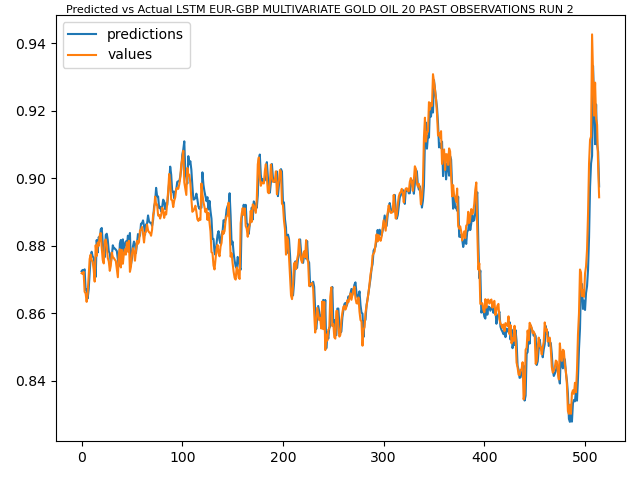 Predicted vs Actual LSTM EUR-GBP MULTIVARIATE GOLD OIL 20 PAST OBSERVATIONS RUN 2
predictions
values
0.94
0.92
0.90
0.88
0.86
0.84
0 100 200 300 400 500